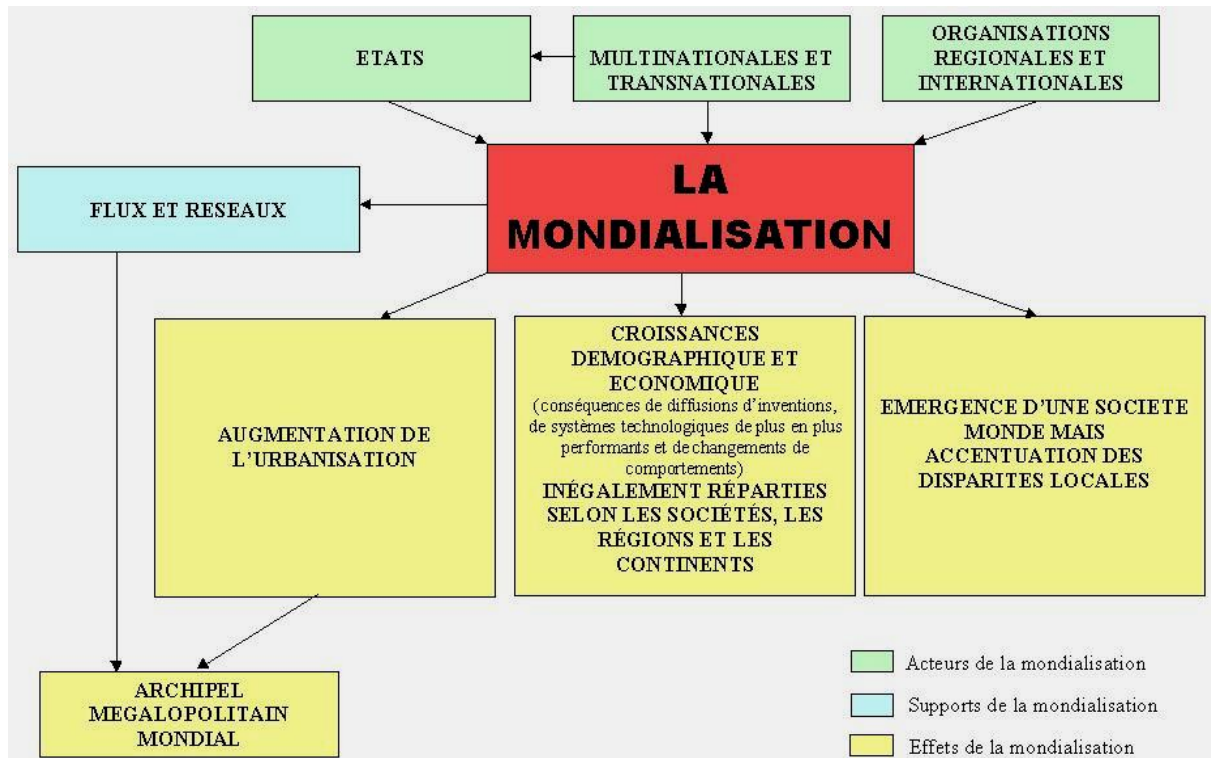 ETATS
MULTINATIONALES ET
TRANSNATIONALES
ORGANISATIONS
REGIONALES ET
INTERNATIONALES
LA
MONDIALISATION
FLUX ET RESEAUX
AUGMENTATION DE
L’URBANISATION
CROISSANCES
DEMOGRAPHIQUE ET
ECONOMIQUE
(conséquences de diffusions d’inventions,
de systèmes technologiques de plus en plus
performants et de changements de
comportements)
INÉGALEMENT RÉPARTIES
SELON LES SOCIÉTÉS, LES
RÉGIONS ET LES
CONTINENTS
EMERGENCE D’UNE SOCIETE
MONDE MAIS
ACCENTUATION DES
DISPARITES LOCALES
ARCHIPEL
MEGALOPOLITAIN
MONDIAL
Acteurs de la mondialisation
Supports de la mondialisation
Effets de la mondialisation